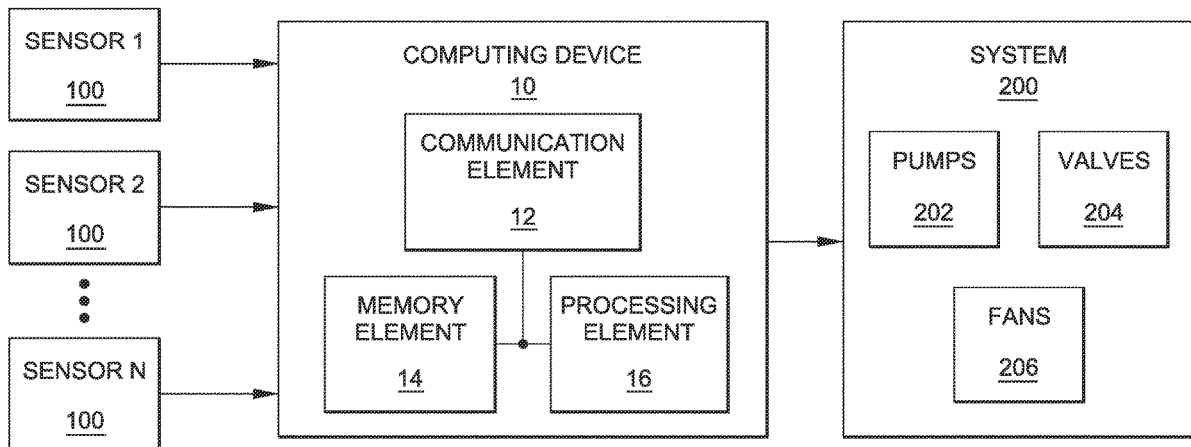 SENSOR 1
100
SENSOR 2
100
SENSOR N
100
COMPUTING DEVICE
10
COMMUNICATION
ELEMENT
12
MEMORY
ELEMENT
14
PROCESSING
ELEMENT
16
SYSTEM
200
PUMPS
202
VALVES
204
FANS
206